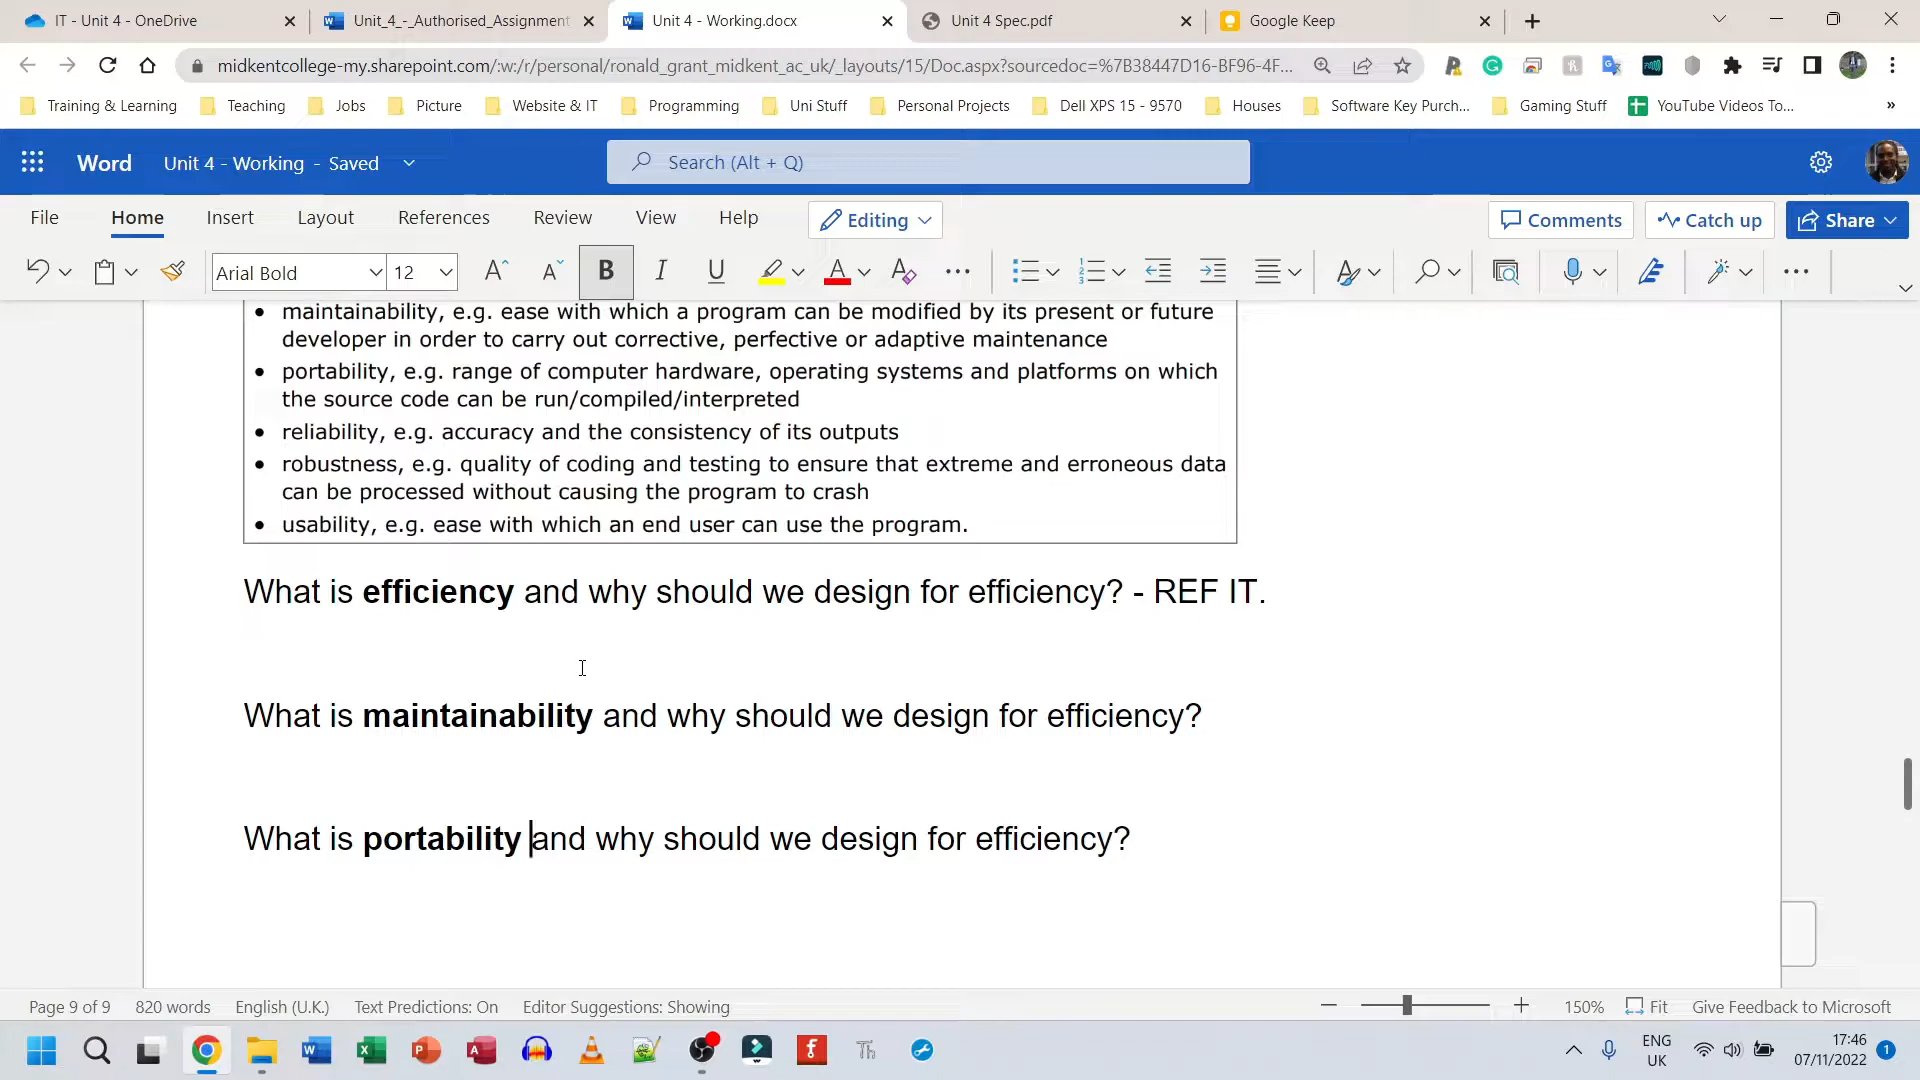 IT - Unit 4 - OneDrive
Unit_4_-_Authorised_Assignment
Unit 4 - Working.docx
Unit 4 Spec.pdf
Google Keep
midkentcollege-my.sharepoint.com/:w:/r/personal/ronald_grant_midkent_ac_uk/_layouts/15/Doc.aspx?sourcedoc=%7B38447D16-BF96-4F...
Training & Learning
Teaching
Jobs
Picture
Website & IT
Programming
Uni Stuff
Personal Projects
Dell XPS 15 - 9570
Houses
Software Key Purch...
Gaming Stuff
YouTube Videos To...
»
Word
Unit 4 - Working - Saved
Search (Alt + Q)
File
Home
Insert
Layout
References
Review
View
Help
Editing
Comments
Catch up
Share
Arial Bold
12
B
I
U
maintainability, e.g. ease with which a program can be modified by its present or future
developer in order to carry out corrective, perfective or adaptive maintenance
• portability, e.g. range of computer hardware, operating systems and platforms on which
the source code can be run/compiled/interpreted
• reliability, e.g. accuracy and the consistency of its outputs
• robustness, e.g. quality of coding and testing to ensure that extreme and erroneous data
can be processed without causing the program to crash
• usability, e.g. ease with which an end user can use the program.
What is efficiency and why should we design for efficiency? - REF IT.
What is maintainability and why should we design for efficiency?
What is portability and why should we design for efficiency?
Page 9 of 9
820 words
English (U.K.)
Text Predictions: On
Editor Suggestions: Showing
150%
Fit
Give Feedback to Microsoft
ENG
UK
17:46
07/11/2022
1